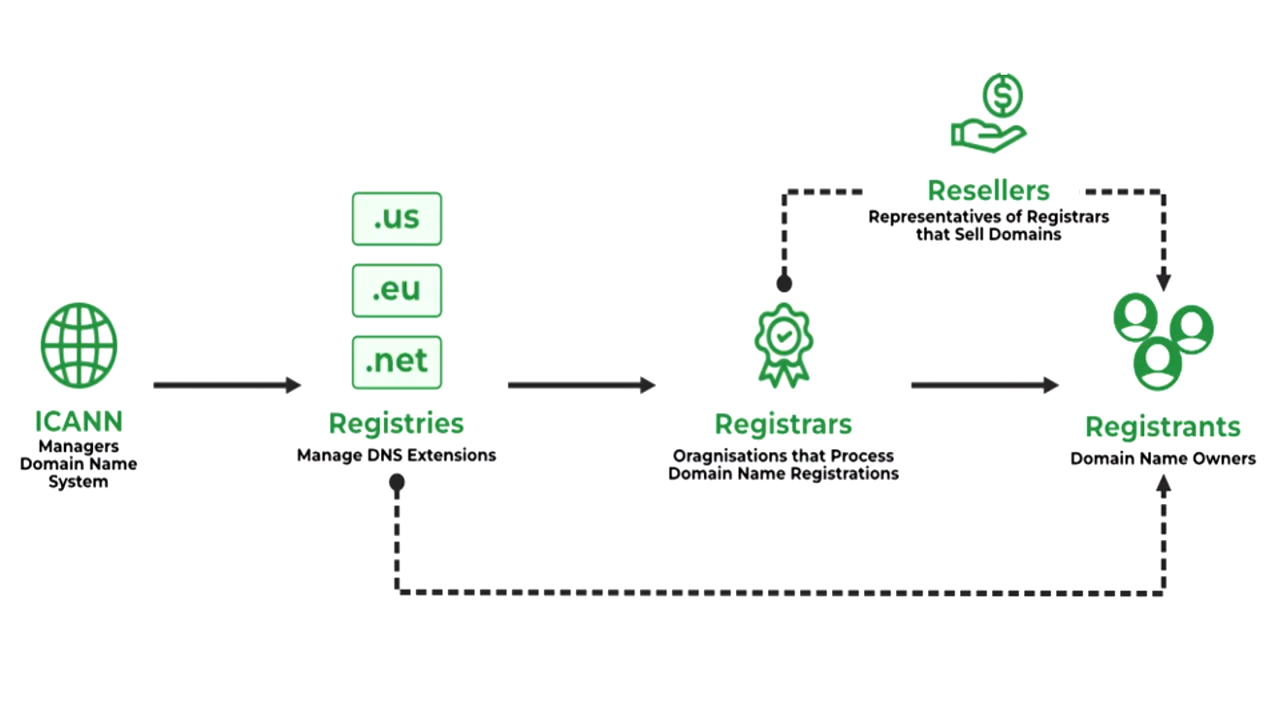 ICANN
Managers
Domain Name
System
.us
.eu
.net
Registries
Manage DNS Extensions
Registrars
Oragnisations that Process
Domain Name Registrations
$
Resellers
Representatives of Registrars
that Sell Domains
Registrants
Domain Name Owners